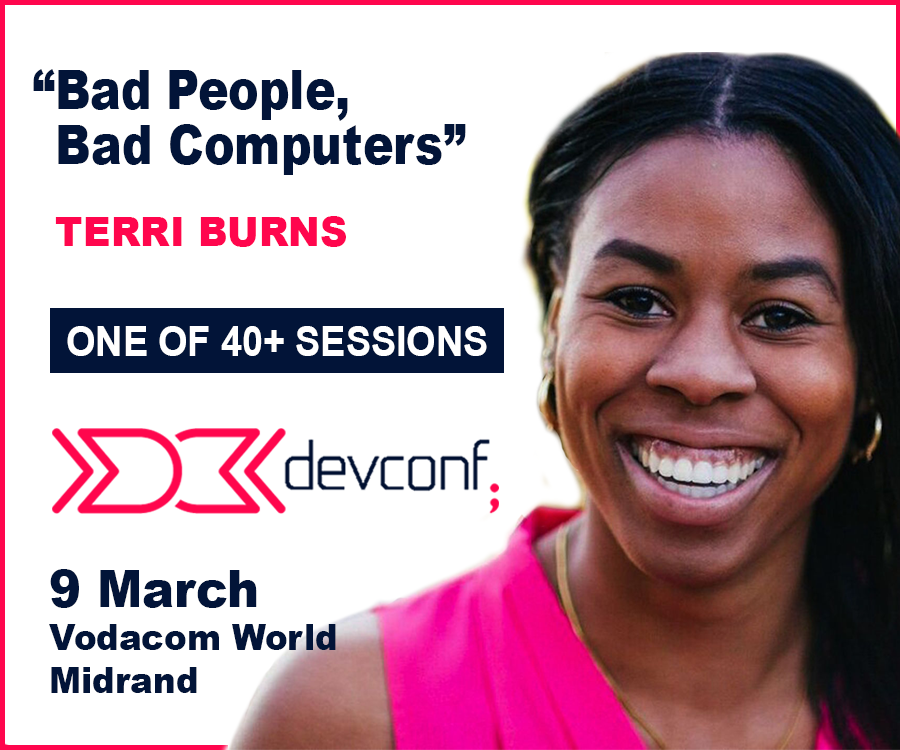 “Bad People,
Bad Computers”
TERRI BURNS
ONE OF 40+ SESSIONS
devconf;
9 March
Vodacom World
Midrand